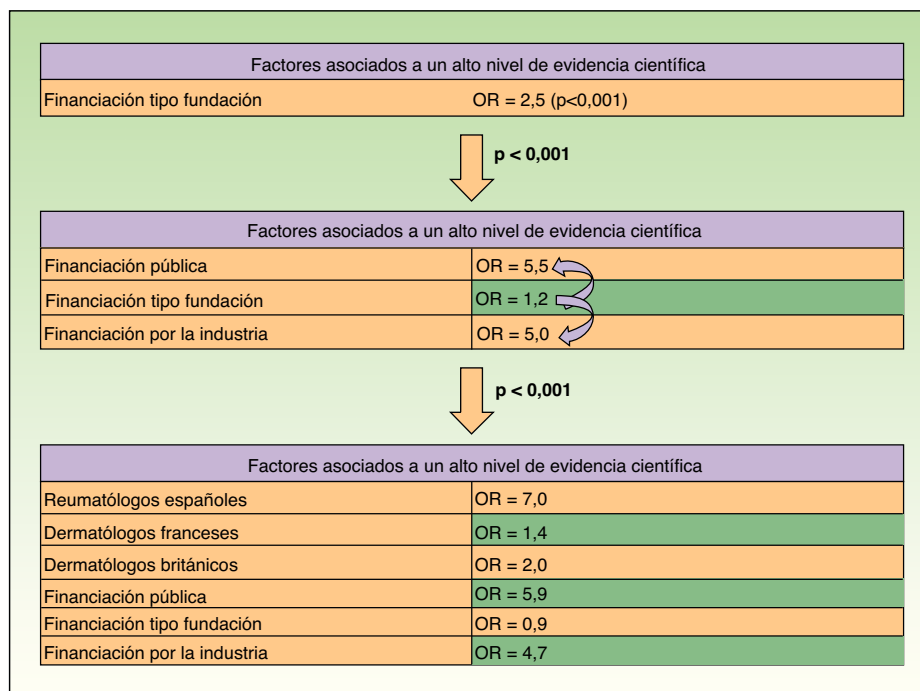 Factores asociados a un alto nivel de evidencia científica
Financiación tipo fundación OR = 2,5 (p<0,001)
p < 0,001
Factores asociados a un alto nivel de evidencia científica
Financiación pública OR = 5,5
Financiación tipo fundación OR = 1,2
Financiación por la industria OR = 5,0
p < 0,001
Factores asociados a un alto nivel de evidencia científica
Reumatólogos españoles OR = 7,0
Dermatólogos franceses OR = 1,4
Dermatólogos británicos OR = 2,0
Financiación pública OR = 5,9
Financiación tipo fundación OR = 0,9
Financiación por la industria OR = 4,7